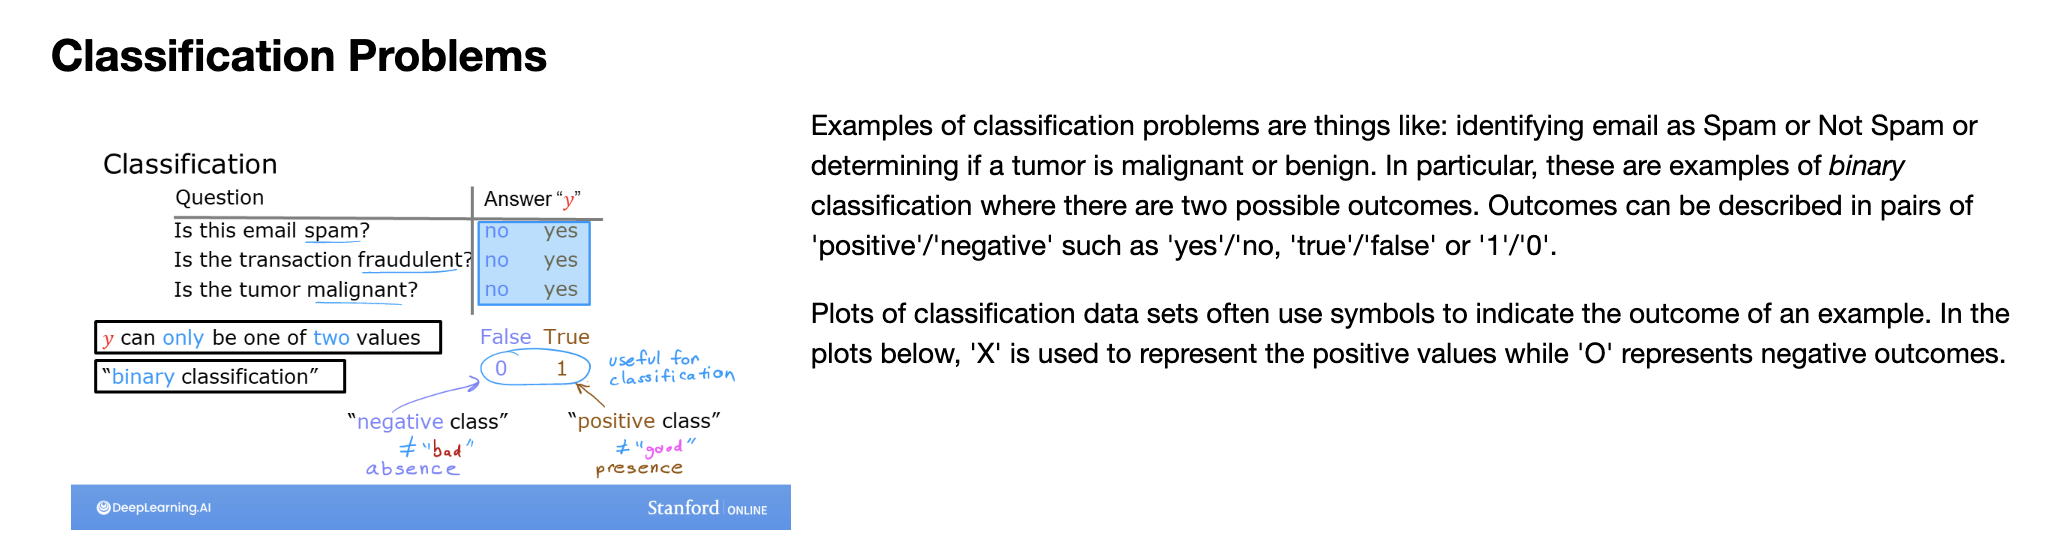 Classification Problems
Classification
Question Answer “y”
Is this email spam? no yes
Is the transaction fraudulent? no yes
Is the tumor malignant? no yes
y can only be one of two values
False True
0 1
useful for
classification
“binary classification”
“negative class” “positive class”
≠ “bad” ≠ “good”
absence presence
DeepLearning.AI
Stanford ONLINE
Examples of classification problems are things like: identifying email as Spam or Not Spam or
determining if a tumor is malignant or benign. In particular, these are examples of binary
classification where there are two possible outcomes. Outcomes can be described in pairs of
'positive'/'negative' such as 'yes'/'no, 'true'/'false' or '1'/'0'.
Plots of classification data sets often use symbols to indicate the outcome of an example. In the
plots below, 'X' is used to represent the positive values while 'O' represents negative outcomes.